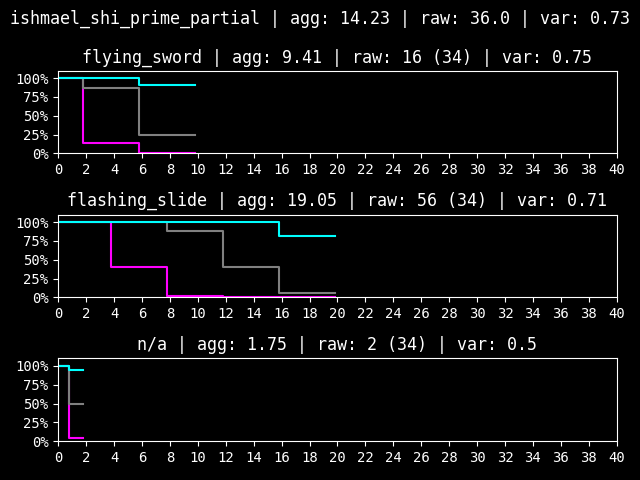 ishmael_shi_prime_partial | agg: 14.23 | raw: 36.0 | var: 0.73
flying_sword | agg: 9.41 | raw: 16 (34) | var: 0.75
100%
75%
50%
25%
0%
0 2 4 6 8 10 12 14 16 18 20 22 24 26 28 30 32 34 36 38 40
flashing_slide | agg: 19.05 | raw: 56 (34) | var: 0.71
100%
75%
50%
25%
0%
0 2 4 6 8 10 12 14 16 18 20 22 24 26 28 30 32 34 36 38 40
n/a | agg: 1.75 | raw: 2 (34) | var: 0.5
100%
75%
50%
25%
0%
0 2 4 6 8 10 12 14 16 18 20 22 24 26 28 30 32 34 36 38 40